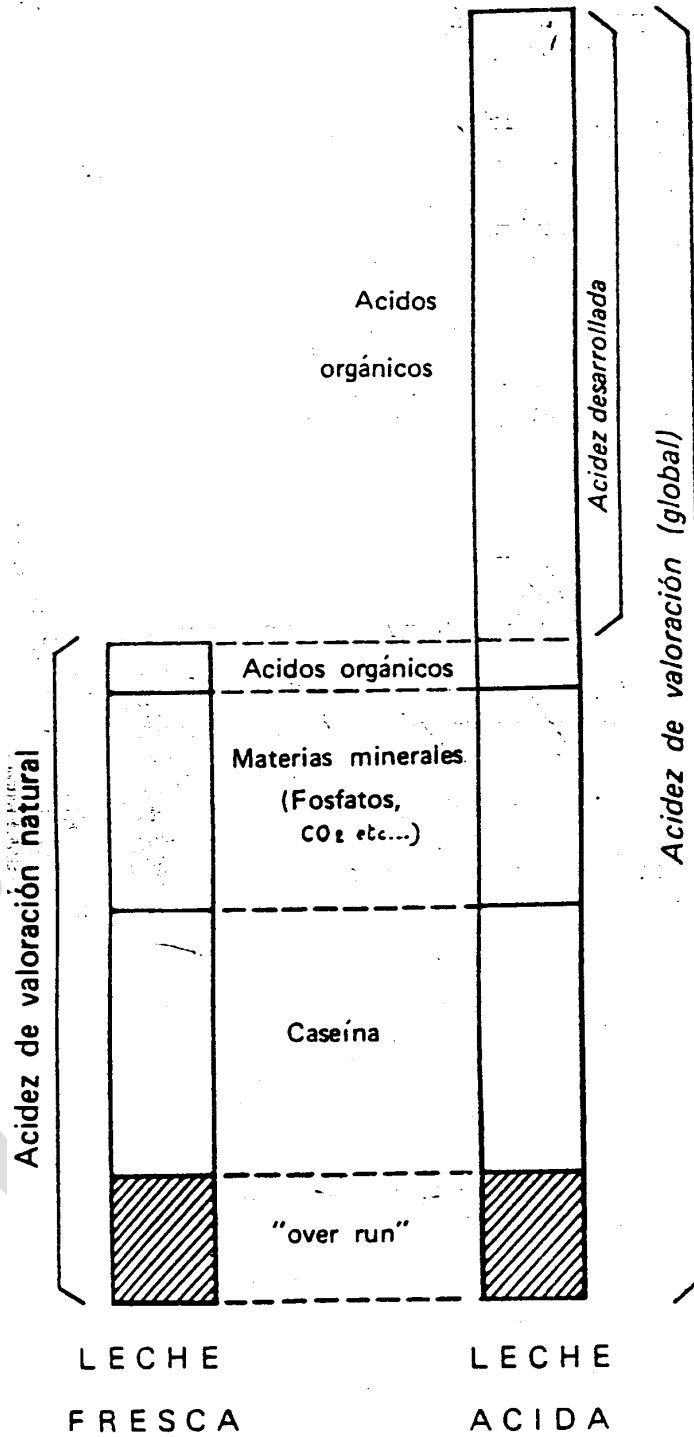 Acidos
orgánicos
Acidez desarrollada
Acidez de valoración (global)
Acidez de valoración natural
Acidos orgánicos
Materias minerales
(Fosfatos,
CO₂ etc...)
Caseína
"over run"
LECHE
FRESCA
LECHE
ACIDA